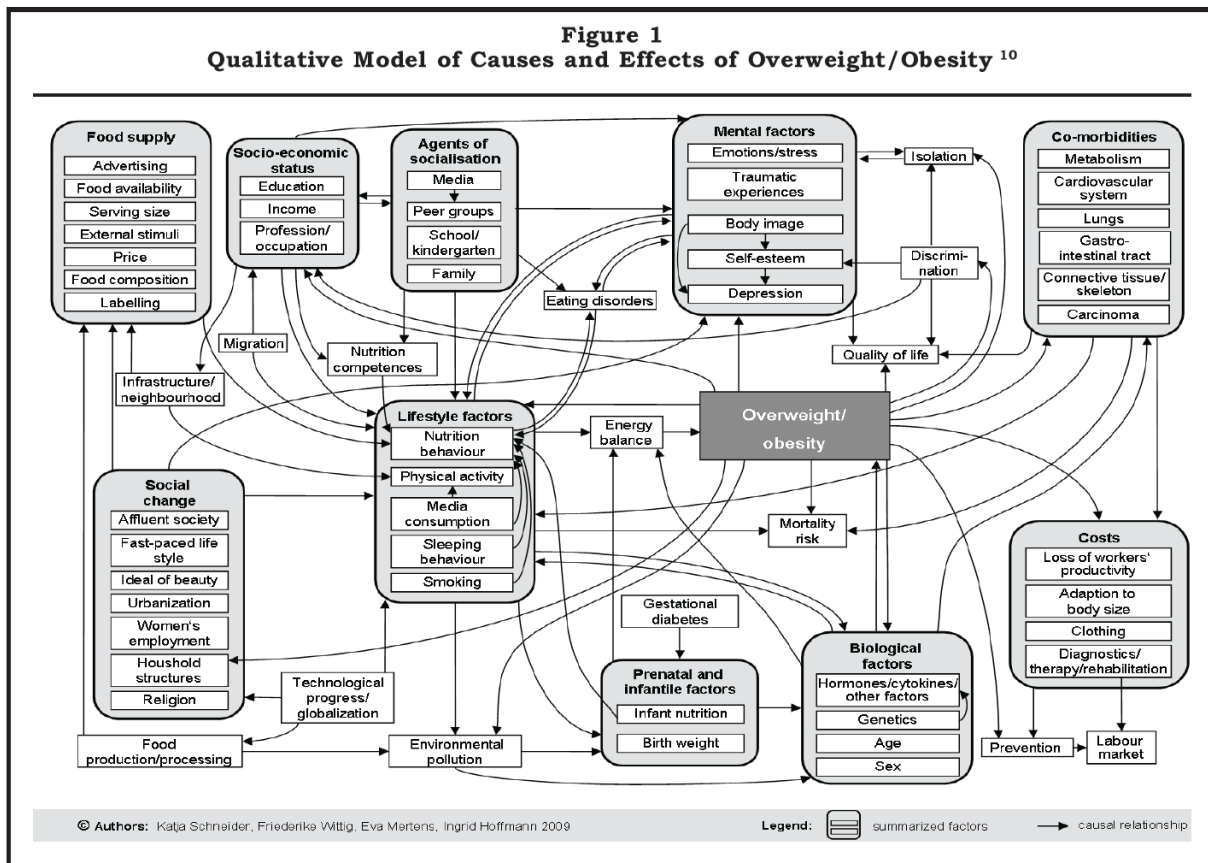 Figure 1
Qualitative Model of Causes and Effects of Overweight/Obesity 10
Food supply
Advertising
Food availability
Serving size
External stimuli
Price
Food composition
Labelling
Socio-economic
status
Education
Income
Profession/
occupation
Agents of
socialisation
Media
Peer groups
School/
kindergarten
Family
Mental factors
Emotions/stress
Traumatic
experiences
Body image
Self-esteem
Depression
Isolation
Discrimi-
nation
Quality of life
Co-morbidities
Metabolism
Cardiovascular
system
Lungs
Gastro-
intestinal tract
Connective tissue/
skeleton
Carcinoma
Eating disorders
Migration
Nutrition
competences
Infrastructure/
neighbourhood
Lifestyle factors
Nutrition
behaviour
Physical activity
Media
consumption
Sleeping
behaviour
Smoking
Energy
balance
Overweight/
obesity
Social
change
Affluent society
Fast-paced life
style
Ideal of beauty
Urbanization
Women's
employment
Houshold
structures
Religion
Mortality
risk
Costs
Loss of workers'
productivity
Adaption to
body size
Clothing
Diagnostics/
therapy/rehabilitation
Gestational
diabetes
Prenatal and
infantile factors
Infant nutrition
Birth weight
Biological
factors
Hormones/cytokines/
other factors
Genetics
Age
Sex
Technological
progress/
globalization
Food
production/processing
Environmental
pollution
Prevention
Labour
market
© Authors: Katja Schneider, Friederike Wittig, Eva Mertens, Ingrid Hoffmann 2009
Legend:
summarized factors
causal relationship